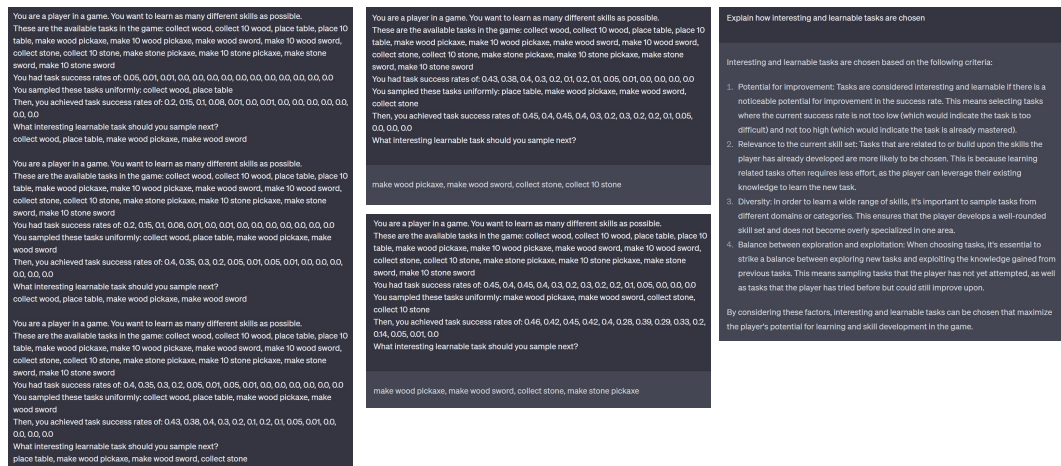 You are a player in a game. You want to learn as many different skills as possible.
These are the available tasks in the game: collect wood, collect 10 wood, place table, place 10
table, make wood pickaxe, make 10 wood pickaxe, make wood sword, make 10 wood sword,
collect stone, collect 10 stone, make stone pickaxe, make 10 stone pickaxe, make stone
sword, make 10 stone sword
You had task success rates of: 0.05, 0.01, 0.01, 0.0, 0.0, 0.0, 0.0, 0.0, 0.0, 0.0, 0.0, 0.0, 0.0, 0.0
You sampled these tasks uniformly: collect wood, place table
Then, you achieved task success rates of: 0.2, 0.15, 0.1, 0.08, 0.01, 0.0, 0.01, 0.0, 0.0, 0.0, 0.0, 0.0,
0.0, 0.0
What interesting learnable task should you sample next?
collect wood, place table, make wood pickaxe, make wood sword
You are a player in a game. You want to learn as many different skills as possible.
These are the available tasks in the game: collect wood, collect 10 wood, place table, place 10
table, make wood pickaxe, make 10 wood pickaxe, make wood sword, make 10 wood sword,
collect stone, collect 10 stone, make stone pickaxe, make 10 stone pickaxe, make stone
sword, make 10 stone sword
You had task success rates of: 0.2, 0.15, 0.1, 0.08, 0.01, 0.0, 0.01, 0.0, 0.0, 0.0, 0.0, 0.0, 0.0, 0.0
You sampled these tasks uniformly: collect wood, place table, make wood pickaxe, make
wood sword
Then, you achieved task success rates of: 0.4, 0.35, 0.3, 0.2, 0.05, 0.01, 0.05, 0.01, 0.0, 0.0, 0.0,
0.0, 0.0, 0.0
What interesting learnable task should you sample next?
collect wood, place table, make wood pickaxe, make wood sword
You are a player in a game. You want to learn as many different skills as possible.
These are the available tasks in the game: collect wood, collect 10 wood, place table, place 10
table, make wood pickaxe, make 10 wood pickaxe, make wood sword, make 10 wood sword,
collect stone, collect 10 stone, make stone pickaxe, make 10 stone pickaxe, make stone
sword, make 10 stone sword
You had task success rates of: 0.4, 0.35, 0.3, 0.2, 0.05, 0.01, 0.05, 0.01, 0.0, 0.0, 0.0, 0.0, 0.0, 0.0
You sampled these tasks uniformly: collect wood, place table, make wood pickaxe, make
wood sword
Then, you achieved task success rates of: 0.43, 0.38, 0.4, 0.3, 0.2, 0.1, 0.2, 0.1, 0.05, 0.01, 0.0,
0.0, 0.0, 0.0
What interesting learnable task should you sample next?
place table, make wood pickaxe, make wood sword, collect stone
You are a player in a game. You want to learn as many different skills as possible.
These are the available tasks in the game: collect wood, collect 10 wood, place table, place 10
table, make wood pickaxe, make 10 wood pickaxe, make wood sword, make 10 wood sword,
collect stone, collect 10 stone, make stone pickaxe, make 10 stone pickaxe, make stone
sword, make 10 stone sword
You had task success rates of: 0.43, 0.38, 0.4, 0.3, 0.2, 0.1, 0.2, 0.1, 0.05, 0.01, 0.0, 0.0, 0.0, 0.0
You sampled these tasks uniformly: place table, make wood pickaxe, make wood sword,
collect stone
Then, you achieved task success rates of: 0.45, 0.4, 0.45, 0.4, 0.3, 0.2, 0.3, 0.2, 0.2, 0.1, 0.05,
0.0, 0.0, 0.0
What interesting learnable task should you sample next?
make wood pickaxe, make wood sword, collect stone, collect 10 stone
You are a player in a game. You want to learn as many different skills as possible.
These are the available tasks in the game: collect wood, collect 10 wood, place table, place 10
table, make wood pickaxe, make 10 wood pickaxe, make wood sword, make 10 wood sword,
collect stone, collect 10 stone, make stone pickaxe, make 10 stone pickaxe, make stone
sword, make 10 stone sword
You had task success rates of: 0.45, 0.4, 0.45, 0.4, 0.3, 0.2, 0.3, 0.2, 0.2, 0.1, 0.05, 0.0, 0.0, 0.0
You sampled these tasks uniformly: make wood pickaxe, make wood sword, collect stone,
collect 10 stone
Then, you achieved task success rates of: 0.46, 0.42, 0.45, 0.42, 0.4, 0.28, 0.39, 0.29, 0.33, 0.2,
0.14, 0.05, 0.01, 0.0
What interesting learnable task should you sample next?
make wood pickaxe, make wood sword, collect stone, make stone pickaxe
Explain how interesting and learnable tasks are chosen
Interesting and learnable tasks are chosen based on the following criteria:
1. Potential for improvement: Tasks are considered interesting and learnable if there is a
noticeable potential for improvement in the success rate. This means selecting tasks
where the current success rate is not too low (which would indicate the task is too
difficult) and not too high (which would indicate the task is already mastered).
2. Relevance to the current skill set: Tasks that are related to or build upon the skills the
player has already developed are more likely to be chosen. This is because learning
related tasks often requires less effort, as the player can leverage their existing
knowledge to learn the new task.
3. Diversity: In order to learn a wide range of skills, it's important to sample tasks from
different domains or categories. This ensures that the player develops a well-rounded
skill set and does not become overly specialized in one area.
4. Balance between exploration and exploitation: When choosing tasks, it's essential to
strike a balance between exploring new tasks and exploiting the knowledge gained from
previous tasks. This means sampling tasks that the player has not yet attempted, as well
as tasks that the player has tried before but could still improve upon.
By considering these factors, interesting and learnable tasks can be chosen that maximize
the player's potential for learning and skill development in the game.